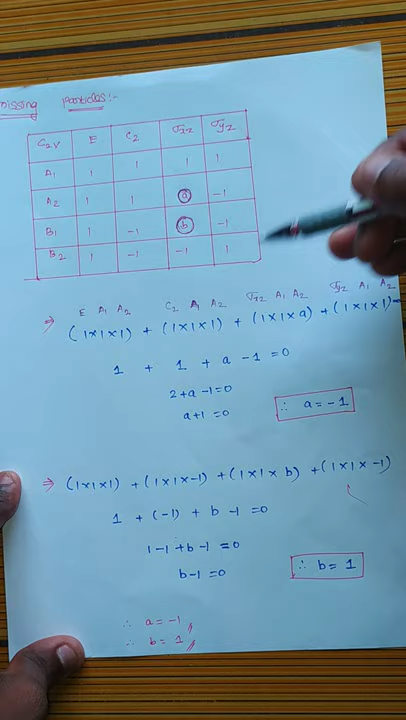 missing particles:-
C₂V E C₂ σxz σyz
A₁ 1 1 1 1
A₂ 1 1 a -1
B₁ 1 -1 b -1
B₂ 1 -1 -1 1
E A₁ A₂ C₂ A₁ A₂ σxz A₁ A₂ σyz A₁ A₂
⇒ (1×1×1) + (1×1×1) + (1×1×a) + (1×1×1)=
1 + 1 + a -1 =0
2+a -1=0
a+1 =0
∴ a= -1
⇒ (1×1×1) +(1×1×-1) +(1×1× b) +(1×1× -1)
1 + (-1) + b -1 =0
1-1 +b -1 =0
b-1 =0
∴ b= 1
∴ a= -1,
∴ b= 1,